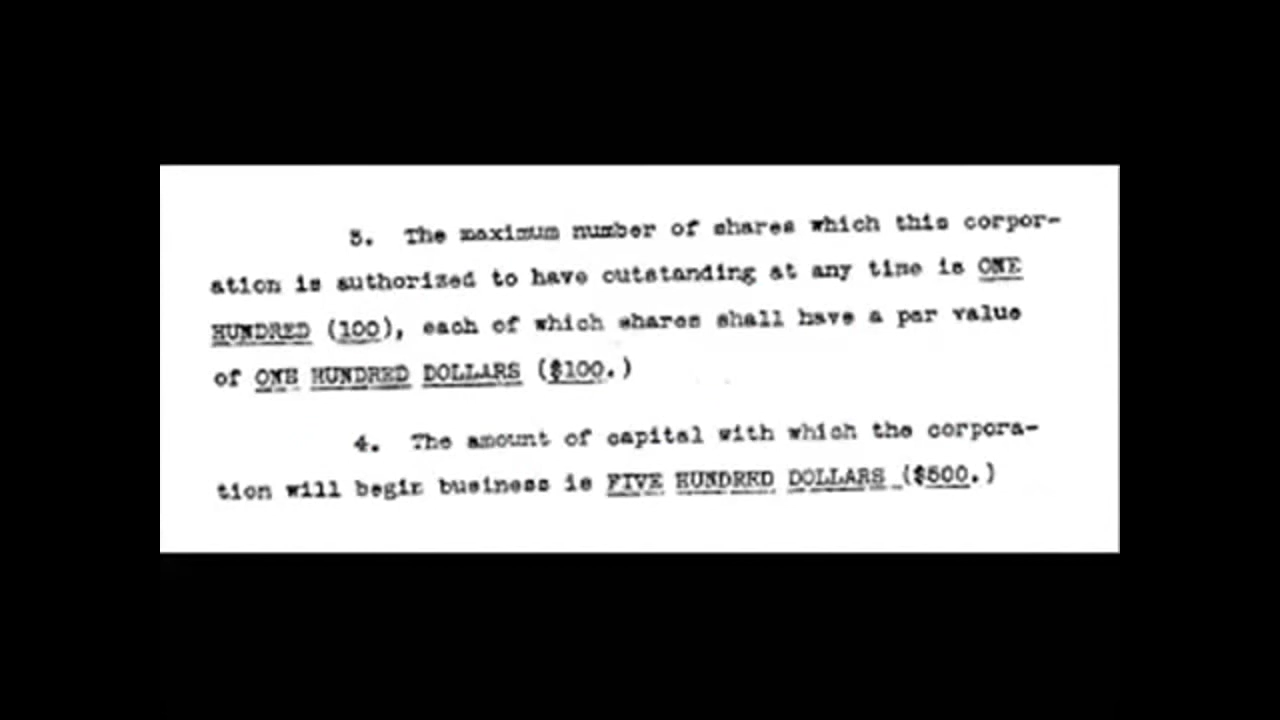 3. The maximum number of shares which this corpor-
ation is authorized to have outstanding at any time is ONE
HUNDRED (100), each of which shares shall have a par value
of ONE HUNDRED DOLLARS ($100.)
4. The amount of capital with which the corpora-
tion will begin business is FIVE HUNDRED DOLLARS ($500.)